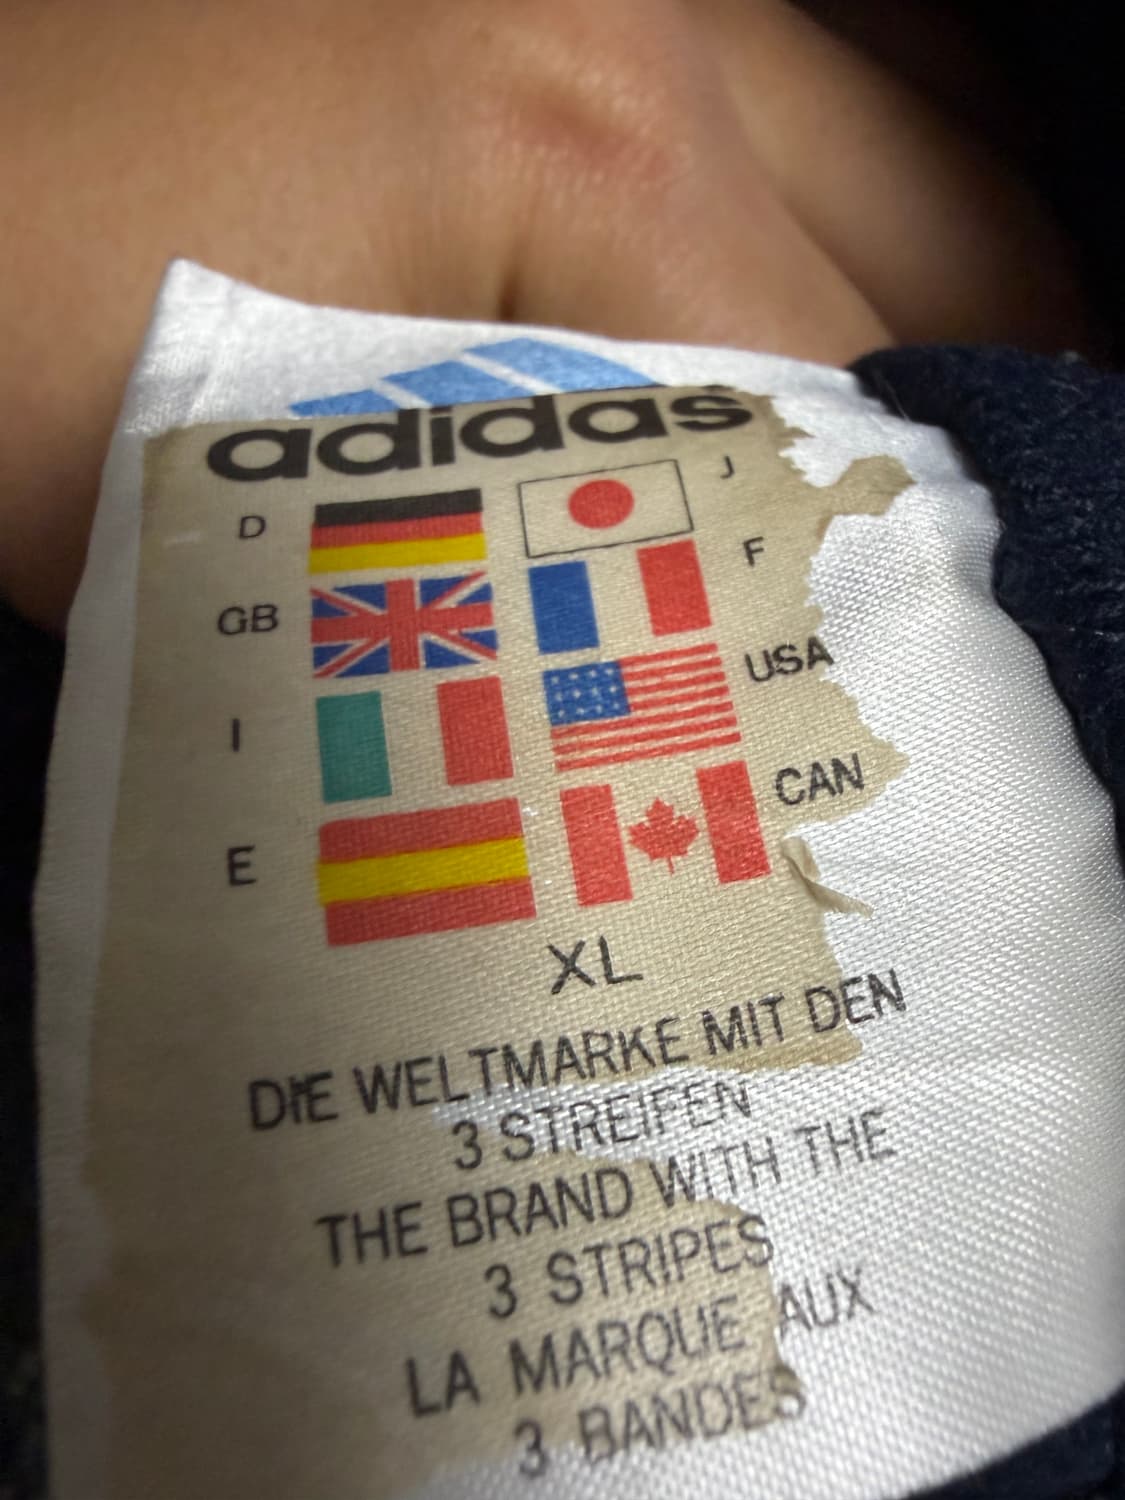 adidas
D J
GB F
I USA
E CAN
XL
DIE WELTMARKE MIT DEN
3 STREIFEN
THE BRAND WITH THE
3 STRIPES
LA MARQUE AUX
3 BANDES